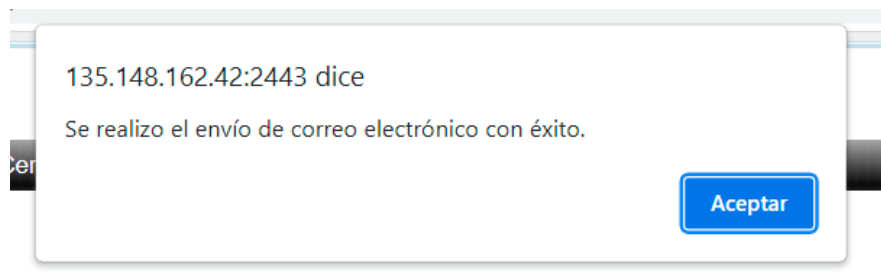 135.148.162.42:2443 dice
Se realizo el envío de correo electrónico con éxito.
Aceptar